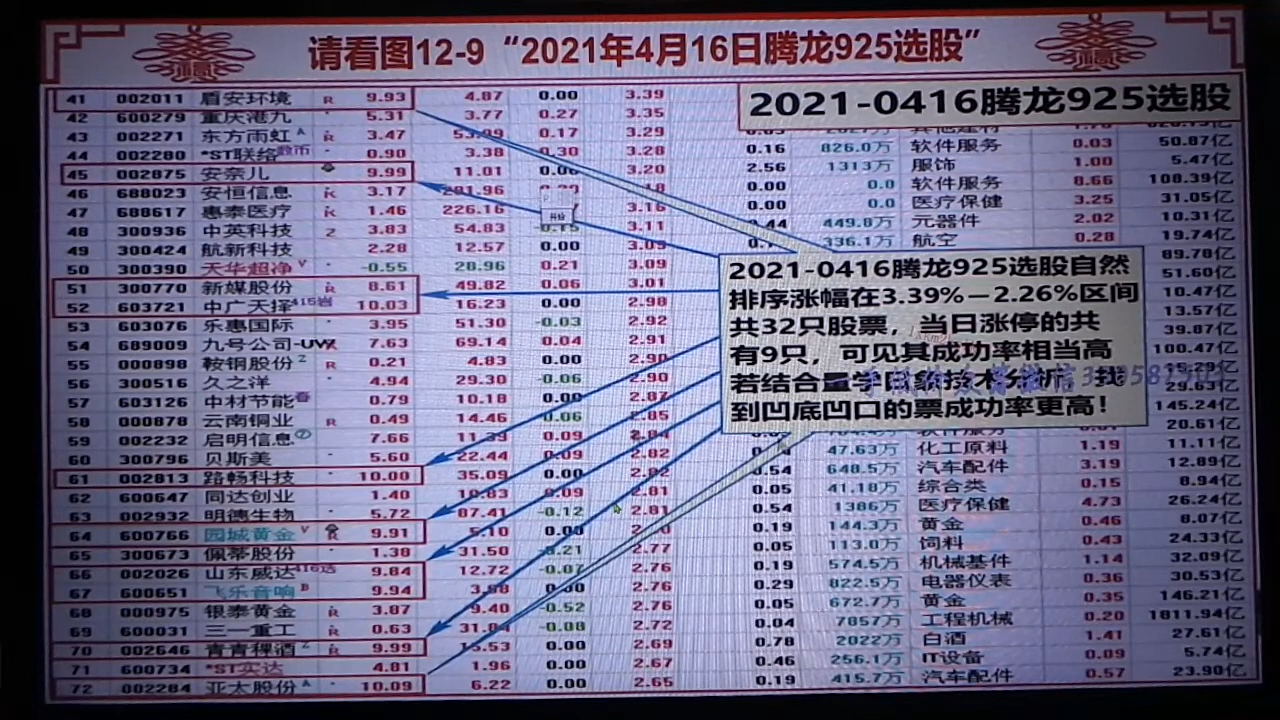 请看图12-9“2021年4月16日腾龙925选股”
2021-0416腾龙925选股
41 002011 盾安环境 R 9.93 4.87 0.00 3.39
42 600279 重庆港九 5.31 3.77 0.27 3.35
43 002271 东方雨虹 A R 3.47 53.99 0.17 3.29 50.87亿
44 002280 *ST联络 数币 0.90 3.38 0.30 3.28 0.16 826.0万 软件服务 0.03 5.47亿
45 002875 安奈儿 9.99 11.01 0.00 3.20 2.56 1313万 服饰 1.00 108.39亿
46 688023 安恒信息 3.17 0.00 0.0 软件服务 8.66 31.05亿
47 688617 惠泰医疗 1.46 226.16 3.16 0.00 0.0 医疗保健 3.25 10.31亿
48 300936 中英科技 Z 3.83 54.83 -0.15 3.11 449.8万 元器件 2.02 19.74亿
49 300424 航新科技 2.28 12.57 0.00 3.09 336.1万 航空 0.28 89.78亿
50 300390 天华超净 V -0.55 28.96 0.21 3.09 51.60亿
51 300770 新媒股份 8.61 49.82 0.06 3.01 10.47亿
52 603721 中广天择 10.03 16.23 0.00 2.98 13.57亿
53 603076 乐惠国际 3.95 51.30 -0.03 2.92 39.87亿
54 689009 九号公司-UW 7.63 69.14 0.04 2.91 100.47亿
55 000898 鞍钢股份 Z R 0.21 4.83 0.00 2.90
56 300516 久之洋 4.94 29.30 -0.06 2.90
57 603126 中材节能 春 0.79 10.18 0.00 2.87 145.24亿
58 000878 云南铜业 R 0.49 14.46 0.06 2.85 20.61亿
59 002232 启明信息 7.66 11.39 0.09 2.84 11.11亿
60 300796 贝斯美 5.60 22.44 0.09 2.82 47.63万 化工原料 1.19 12.89亿
61 002813 路畅科技 10.00 35.09 0.00 2.82 648.5万 汽车配件 3.19 8.94亿
62 600647 同达创业 1.40 10.83 0.09 2.81 0.05 41.18万 综合类 0.15 26.24亿
63 002932 明德生物 5.72 87.41 -0.12 2.81 0.54 1386万 医疗保健 4.73 8.07亿
64 600766 园城黄金 V R 9.91 5.10 0.00 0.19 144.3万 黄金 0.46 24.33亿
65 300673 佩蒂股份 1.38 31.50 2.77 0.05 113.0万 饲料 0.43 32.09亿
66 002026 山东威达 416选 9.84 12.72 -0.07 2.76 0.19 574.5万 机械基件 1.14 30.53亿
67 600651 飞乐音响 B 9.94 2.76 0.29 822.5万 电器仪表 0.36 146.21亿
68 000975 银泰黄金 R 3.87 9.40 -0.52 2.76 0.05 672.7万 黄金 0.35 1811.94亿
69 600031 三一重工 R 0.63 31.04 -0.08 2.72 0.04 7857万 工程机械 0.20 27.61亿
70 002646 青青稞酒 Z R 9.99 15.53 0.00 2.69 0.78 2022万 白酒 1.41 5.74亿
71 600734 *ST实达 4.81 1.96 0.00 2.67 0.46 256.1万 IT设备 0.09 23.90亿
72 002284 亚太股份 A 10.09 6.22 0.00 2.65 0.19 415.7万 汽车配件 0.57
2021-0416腾龙925选股自然
排序涨幅在3.39%—2.26%区间
共32只股票，当日涨停的共
有9只，可见其成功率相当高
若结合量学 象技术分析，找
到凹底凹口的票成功率更高！